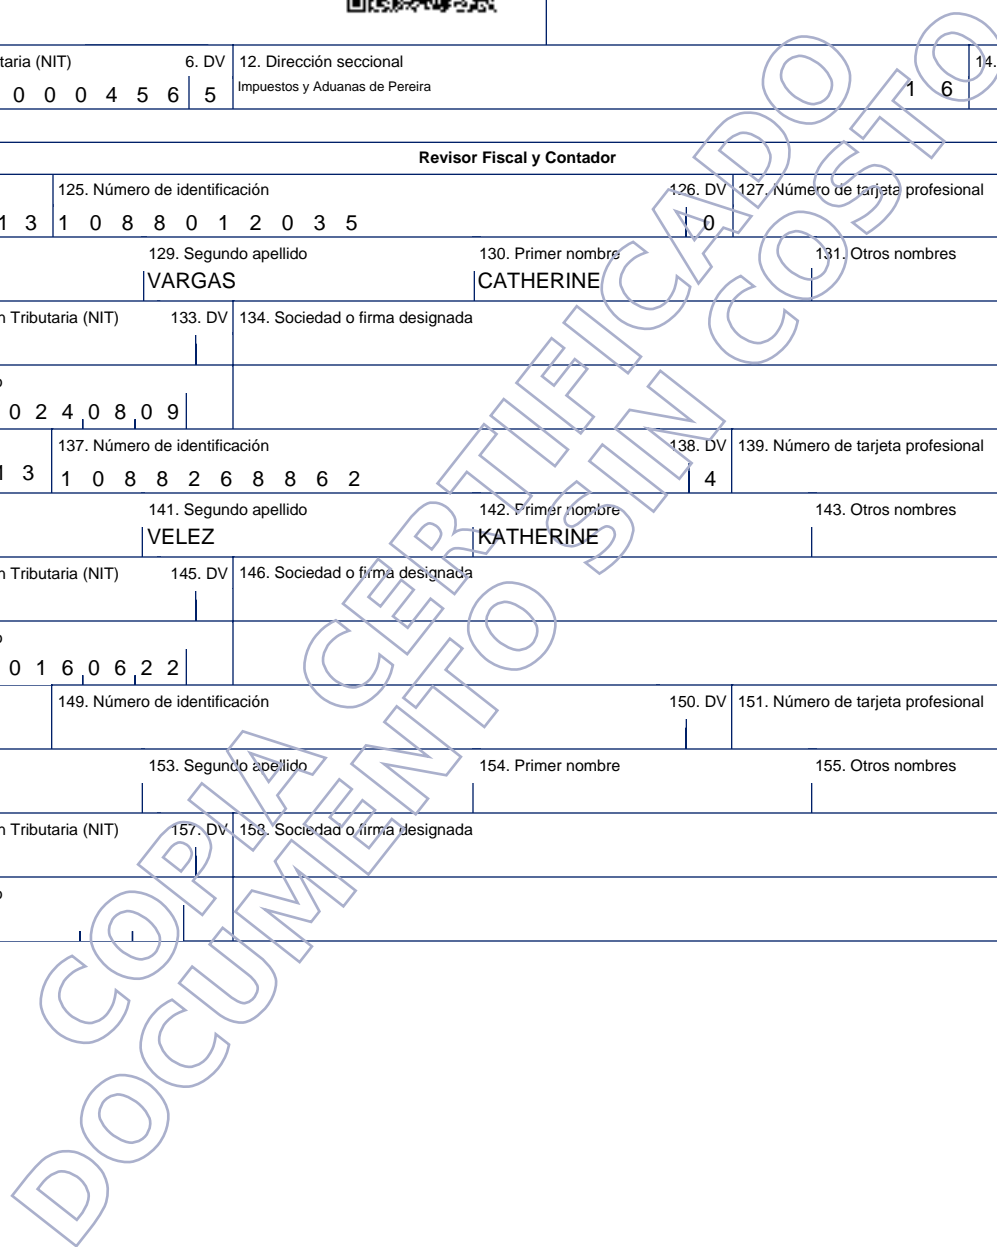 taria (NIT) 6. DV 12. Dirección seccional 14.
0 0 0 4 5 6 5 Impuestos y Aduanas de Pereira 1 6
Revisor Fiscal y Contador
125. Número de identificación 126. DV 127. Número de tarjeta profesional
1 3 1 0 8 8 0 1 2 0 3 5 0
129. Segundo apellido 130. Primer nombre 131. Otros nombres
VARGAS CATHERINE
n Tributaria (NIT) 133. DV 134. Sociedad o firma designada
o
0 2 4 0 8 0 9
137. Número de identificación 138. DV 139. Número de tarjeta profesional
1 3 1 0 8 8 2 6 8 8 6 2 4
141. Segundo apellido 142. Primer nombre 143. Otros nombres
VELEZ KATHERINE
n Tributaria (NIT) 145. DV 146. Sociedad o firma designada
o
0 1 6 0 6 2 2
149. Número de identificación 150. DV 151. Número de tarjeta profesional
153. Segundo apellido 154. Primer nombre 155. Otros nombres
n Tributaria (NIT) 157. DV 158. Sociedad o firma designada
o
COPIA CERTIFICADO
DOCUMENTO SIN COSTO